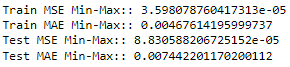 Train MSE Min-Max:: 3.598078760417313e-05
Train MAE Min-Max:: 0.00467614195999737
Test MSE Min-Max:: 8.830588206725152e-05
Test MAE Min-Max:: 0.007442201170200112